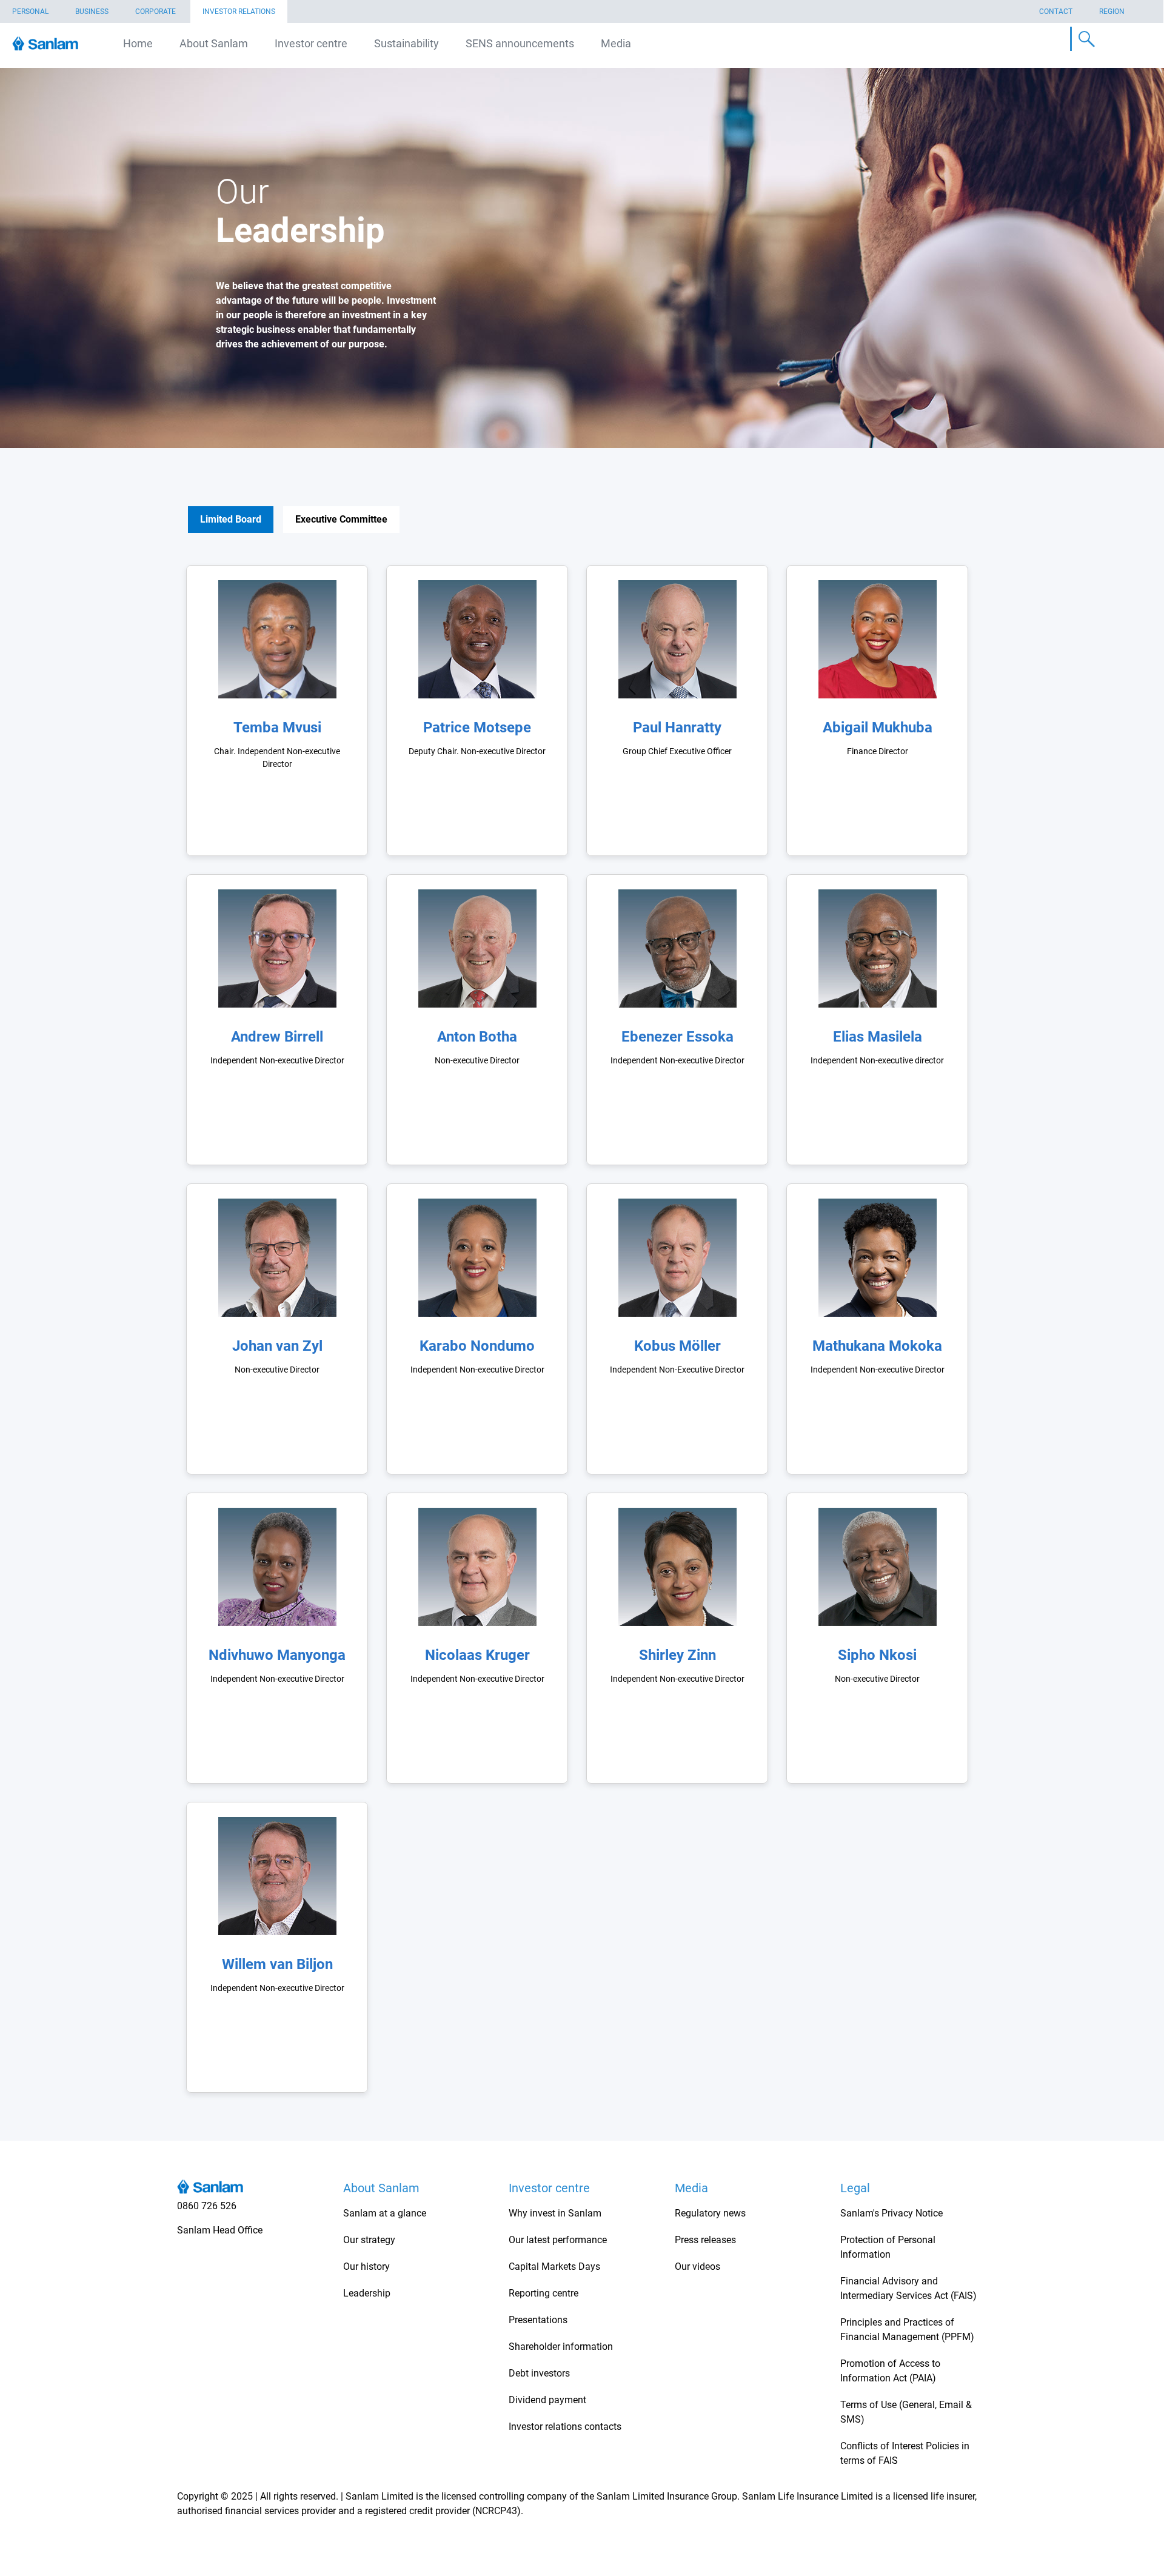 PERSONAL BUSINESS CORPORATE INVESTOR RELATIONS CONTACT REGION
Sanlam Home About Sanlam Investor centre Sustainability SENS announcements Media
Our
Leadership
We believe that the greatest competitive
advantage of the future will be people. Investment
in our people is therefore an investment in a key
strategic business enabler that fundamentally
drives the achievement of our purpose.
Limited Board Executive Committee
Temba Mvusi
Chair. Independent Non-executive
Director
Patrice Motsepe
Deputy Chair. Non-executive Director
Paul Hanratty
Group Chief Executive Officer
Abigail Mukhuba
Finance Director
Andrew Birrell
Independent Non-executive Director
Anton Botha
Non-executive Director
Ebenezer Essoka
Independent Non-executive Director
Elias Masilela
Independent Non-executive director
Johan van Zyl
Non-executive Director
Karabo Nondumo
Independent Non-executive Director
Kobus Möller
Independent Non-Executive Director
Mathukana Mokoka
Independent Non-executive Director
Ndivhuwo Manyonga
Independent Non-executive Director
Nicolaas Kruger
Independent Non-executive Director
Shirley Zinn
Independent Non-executive Director
Sipho Nkosi
Non-executive Director
Willem van Biljon
Independent Non-executive Director
Sanlam
0860 726 526
Sanlam Head Office
About Sanlam
Sanlam at a glance
Our strategy
Our history
Leadership
Investor centre
Why invest in Sanlam
Our latest performance
Capital Markets Days
Reporting centre
Presentations
Shareholder information
Debt investors
Dividend payment
Investor relations contacts
Media
Regulatory news
Press releases
Our videos
Legal
Sanlam's Privacy Notice
Protection of Personal
Information
Financial Advisory and
Intermediary Services Act (FAIS)
Principles and Practices of
Financial Management (PPFM)
Promotion of Access to
Information Act (PAIA)
Terms of Use (General, Email &
SMS)
Conflicts of Interest Policies in
terms of FAIS
Copyright © 2025 | All rights reserved. | Sanlam Limited is the licensed controlling company of the Sanlam Limited Insurance Group. Sanlam Life Insurance Limited is a licensed life insurer,
authorised financial services provider and a registered credit provider (NCRCP43).